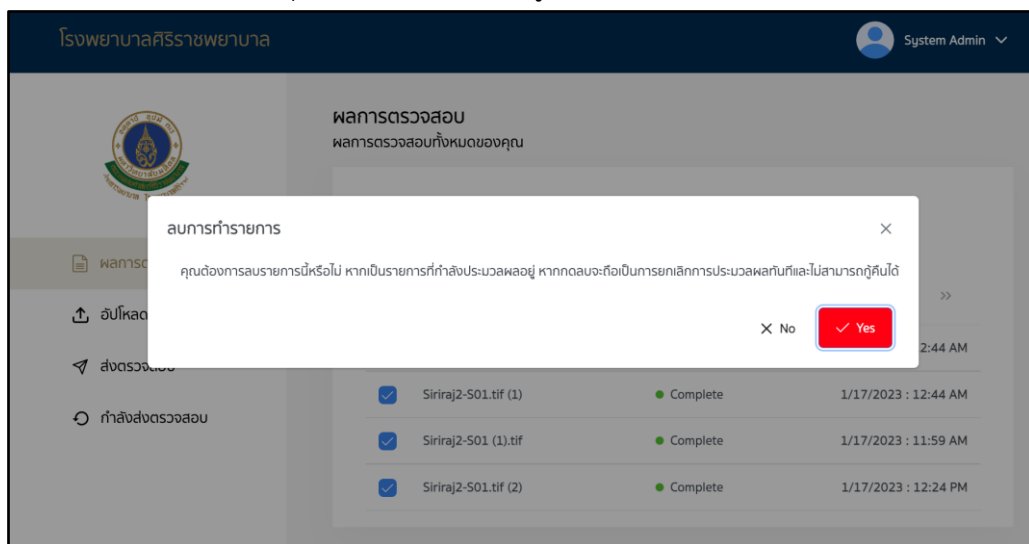 โรงพยาบาลศิริราชพยาบาล
System Admin
ผลการตรวจสอบ
ผลการตรวจสอบทั้งหมดของคุณ
ลบการทำรายการ
คุณต้องการลบรายการนี้หรือไม่ หากเป็นรายการที่กำลังประมวลผลอยู่ หากกดลบจะถือเป็นการยกเลิกการประมวลผลทันทีและไม่สามารถกู้คืนได้
No
Yes
อัปโหลด
2:44 AM
Siriraj2-S01.tif (1) Complete 1/17/2023 : 12:44 AM
กำลังส่งตรวจสอบ
Siriraj2-S01 (1).tif Complete 1/17/2023 : 11:59 AM
Siriraj2-S01.tif (2) Complete 1/17/2023 : 12:24 PM